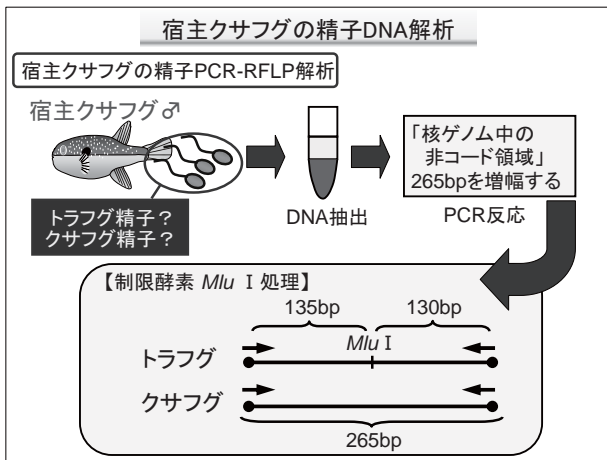 宿主クサフグの精子DNA解析
宿主クサフグの精子PCR-RFLP解析
宿主クサフグ♂
トラフグ精子?
クサフグ精子?
DNA抽出
「核ゲノム中の
非コード領域」
265bpを増幅する
PCR反応
【制限酵素 Mlu Ⅰ 処理】
135bp 130bp
Mlu Ⅰ
トラフグ
クサフグ
265bp